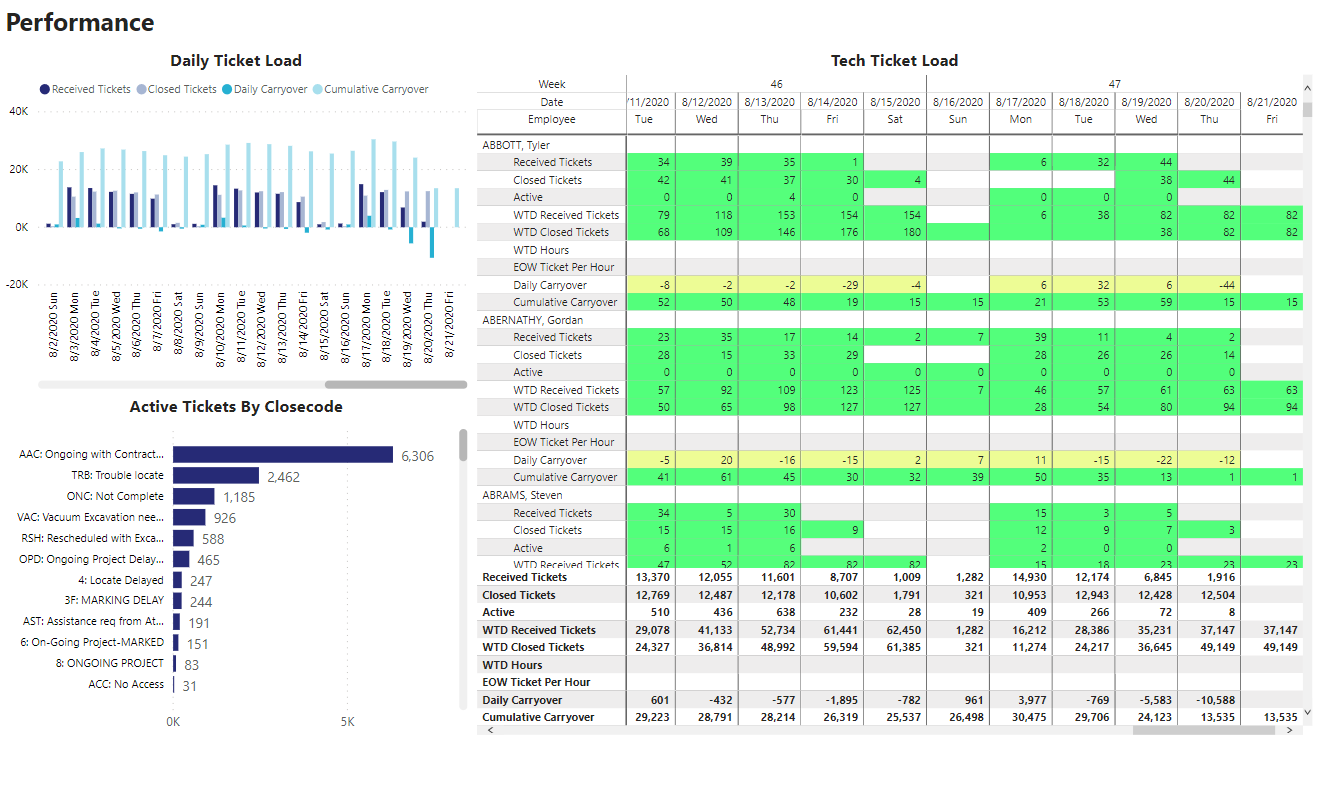 Performance
Daily Ticket Load
Received Tickets Closed Tickets Daily Carryover Cumulative Carryover
40K
20K
0K
-20K
8/2/2020 Sun
8/3/2020 Mon
8/4/2020 Tue
8/5/2020 Wed
8/6/2020 Thu
8/7/2020 Fri
8/8/2020 Sat
8/9/2020 Sun
8/10/2020 Mon
8/11/2020 Tue
8/12/2020 Wed
8/13/2020 Thu
8/14/2020 Fri
8/15/2020 Sat
8/16/2020 Sun
8/17/2020 Mon
8/18/2020 Tue
8/19/2020 Wed
8/20/2020 Thu
8/21/2020 Fri
Active Tickets By Closecode
AAC: Ongoing with Contract... 6,306
TRB: Trouble locate 2,462
ONC: Not Complete 1,185
VAC: Vacuum Excavation nee... 926
RSH: Rescheduled with Exca... 588
OPD: Ongoing Project Delay... 465
4: Locate Delayed 247
3F: MARKING DELAY 244
AST: Assistance req from At... 191
6: On-Going Project-MARKED 151
8: ONGOING PROJECT 83
ACC: No Access 31
0K 5K
Tech Ticket Load
Week 46 47
Date /11/2020 8/12/2020 8/13/2020 8/14/2020 8/15/2020 8/16/2020 8/17/2020 8/18/2020 8/19/2020 8/20/2020 8/21/2020
Employee Tue Wed Thu Fri Sat Sun Mon Tue Wed Thu Fri
ABBOTT, Tyler
Received Tickets 34 39 35 1 6 32 44
Closed Tickets 42 41 37 30 4 38 44
Active 0 0 4 0 0 0 0
WTD Received Tickets 79 118 153 154 154 6 38 82 82 82
WTD Closed Tickets 68 109 146 176 180 38 82 82
WTD Hours
EOW Ticket Per Hour
Daily Carryover -8 -2 -2 -29 -4 6 32 6 -44
Cumulative Carryover 52 50 48 19 15 15 21 53 59 15 15
ABERNATHY, Gordan
Received Tickets 23 35 17 14 2 7 39 11 4 2
Closed Tickets 28 15 33 29 28 26 26 14
Active 0 0 0 0 0 0 0 0 0 0
WTD Received Tickets 57 92 109 123 125 7 46 57 61 63 63
WTD Closed Tickets 50 65 98 127 127 28 54 80 94 94
WTD Hours
EOW Ticket Per Hour
Daily Carryover -5 20 -16 -15 2 7 11 -15 -22 -12
Cumulative Carryover 41 61 45 30 32 39 50 35 13 1 1
ABRAMS, Steven
Received Tickets 34 5 30 15 3 5
Closed Tickets 15 15 16 9 12 9 7 3
Active 6 1 6 2 0 0
WTD Received Tickets 47 52 82 82 82 15 18 23 23 23
Received Tickets 13,370 12,055 11,601 8,707 1,009 1,282 14,930 12,174 6,845 1,916
Closed Tickets 12,769 12,487 12,178 10,602 1,791 321 10,953 12,943 12,428 12,504
Active 510 436 638 232 28 19 409 266 72 8
WTD Received Tickets 29,078 41,133 52,734 61,441 62,450 1,282 16,212 28,386 35,231 37,147 37,147
WTD Closed Tickets 24,327 36,814 48,992 59,594 61,385 321 11,274 24,217 36,645 49,149 49,149
WTD Hours
EOW Ticket Per Hour
Daily Carryover 601 -432 -577 -1,895 -782 961 3,977 -769 -5,583 -10,588
Cumulative Carryover 29,223 28,791 28,214 26,319 25,537 26,498 30,475 29,706 24,123 13,535 13,535